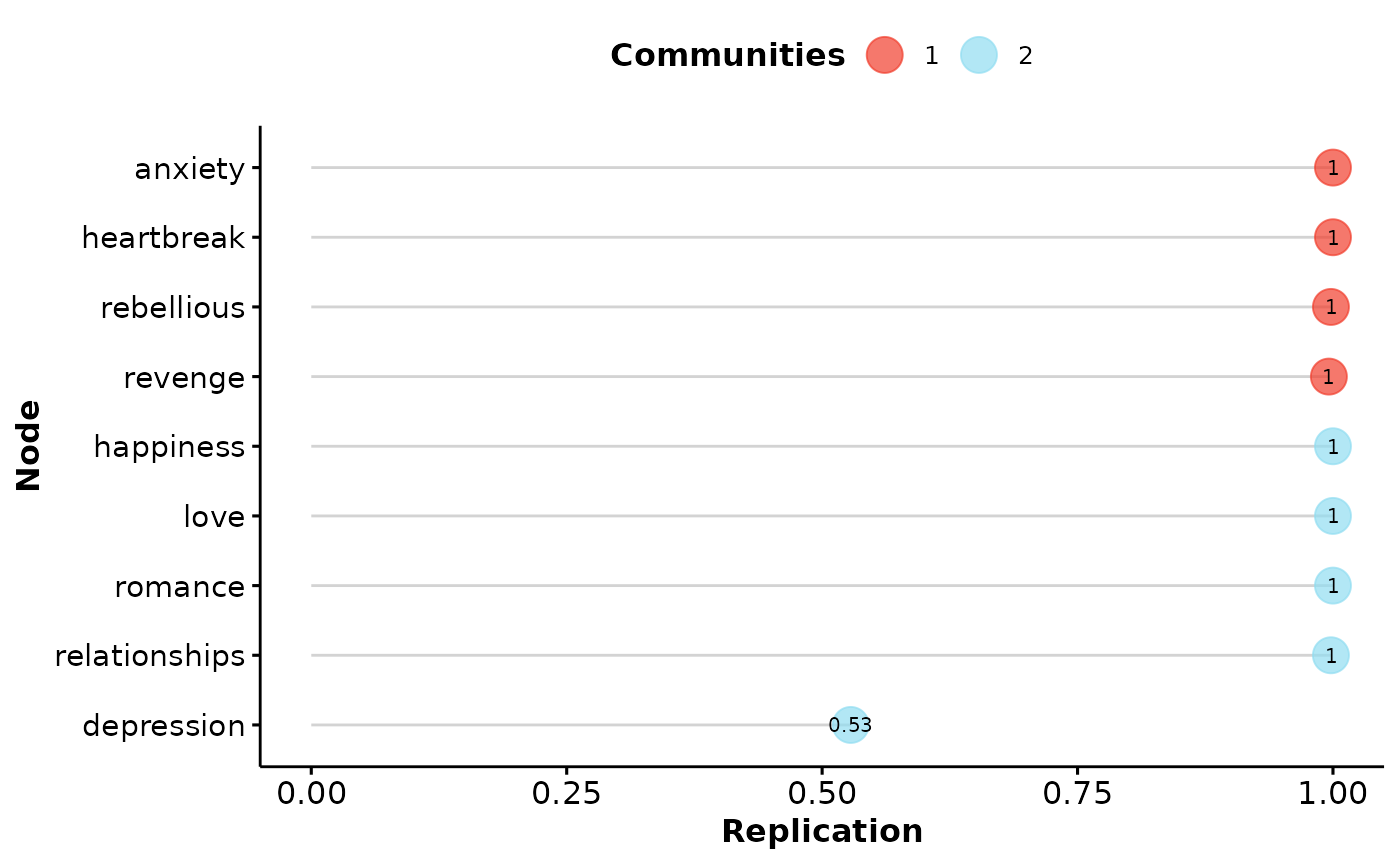 Communities 1 2
anxiety 1
heartbreak 1
rebellious 1
revenge 1
happiness 1
love 1
romance 1
relationships 1
depression 0.53
Node
0.00 0.25 0.50 0.75 1.00
Replication